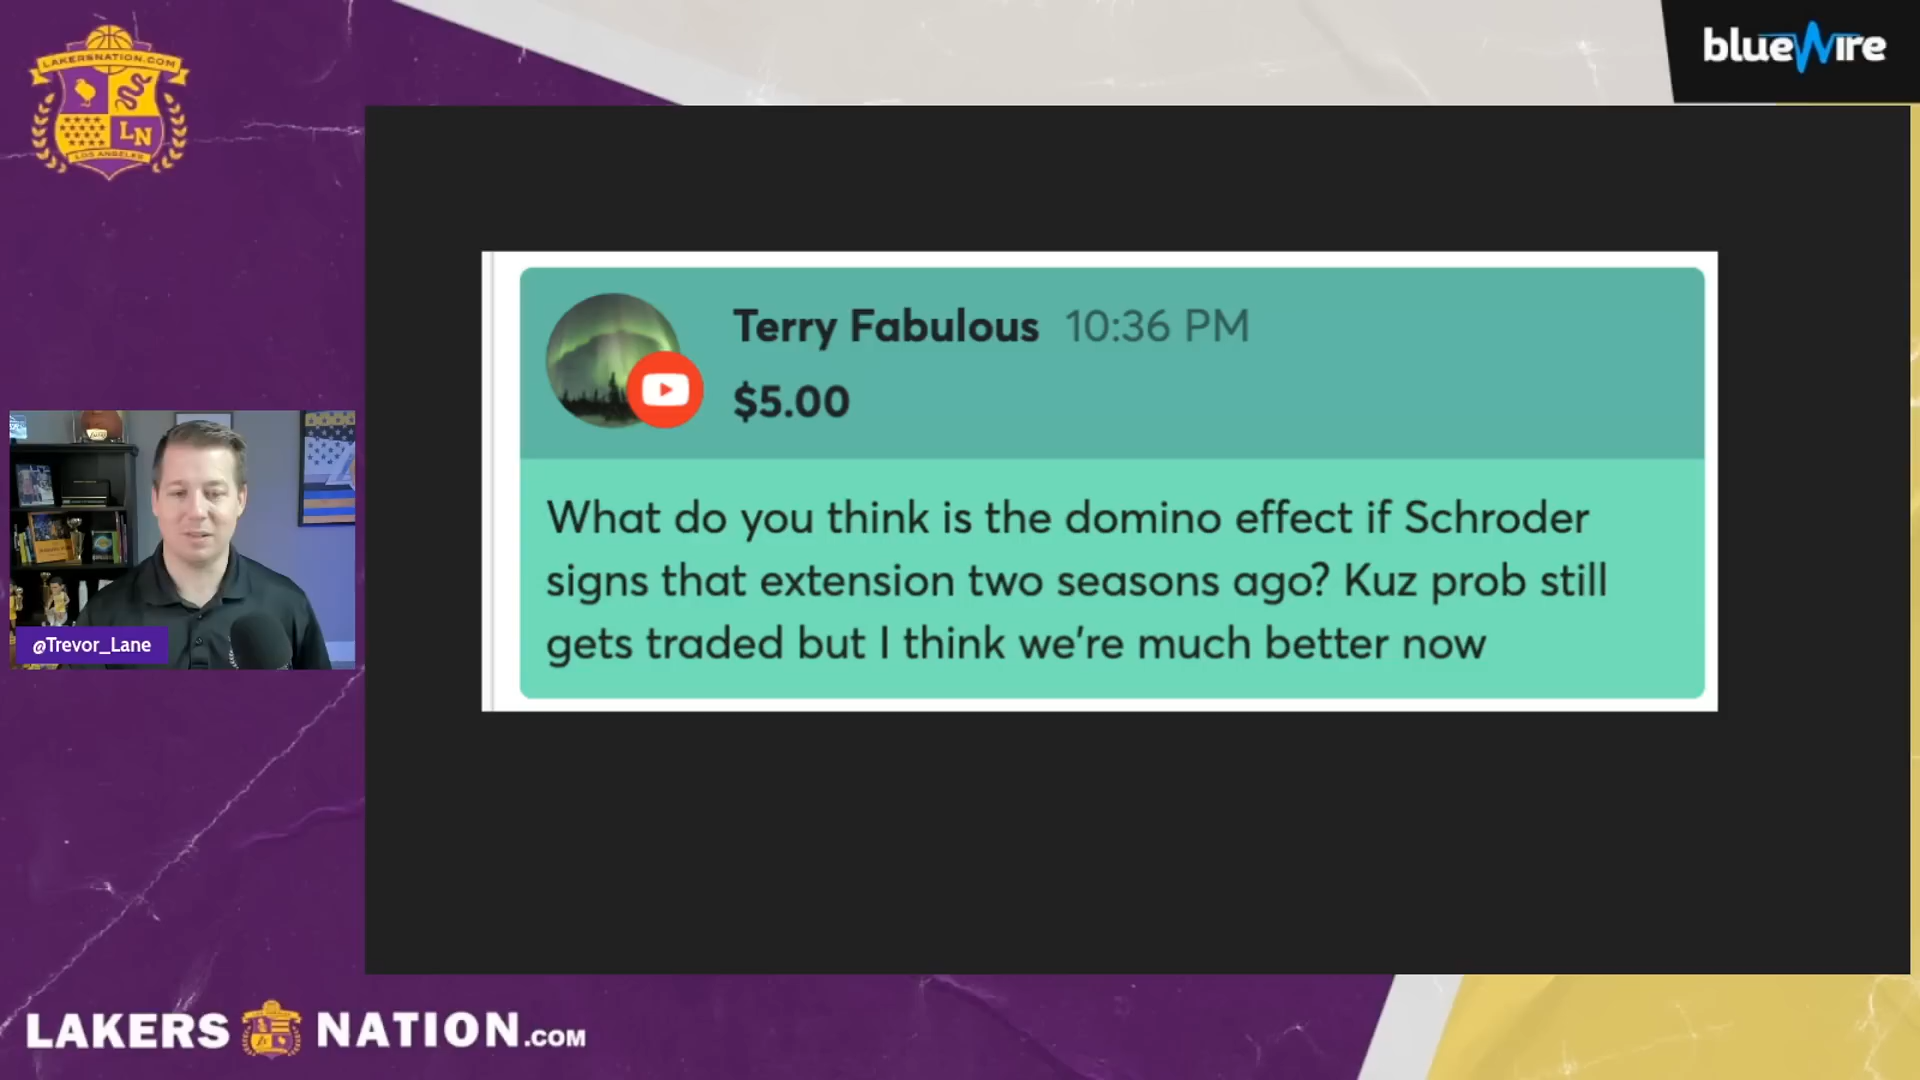 LAKERSNATION.COM
LN
LOS ANGELES
blueWire
Terry Fabulous 10:36 PM
$5.00
What do you think is the domino effect if Schroder
signs that extension two seasons ago? Kuz prob still
gets traded but I think we're much better now
@Trevor_Lane
LAKERS NATION.COM